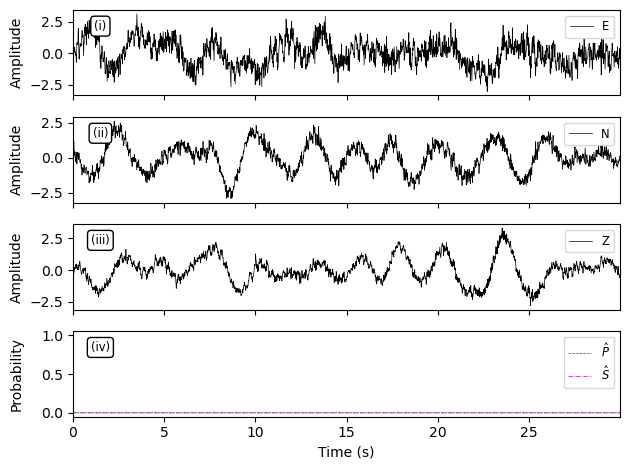 2.5
0.0
−2.5
Amplitude
(i)
E
2.5
0.0
−2.5
Amplitude
(ii)
N
2.5
0.0
−2.5
Amplitude
(iii)
Z
1.0
0.5
0.0
Probability
(iv)
P̂
Ŝ
0 5 10 15 20 25
Time (s)